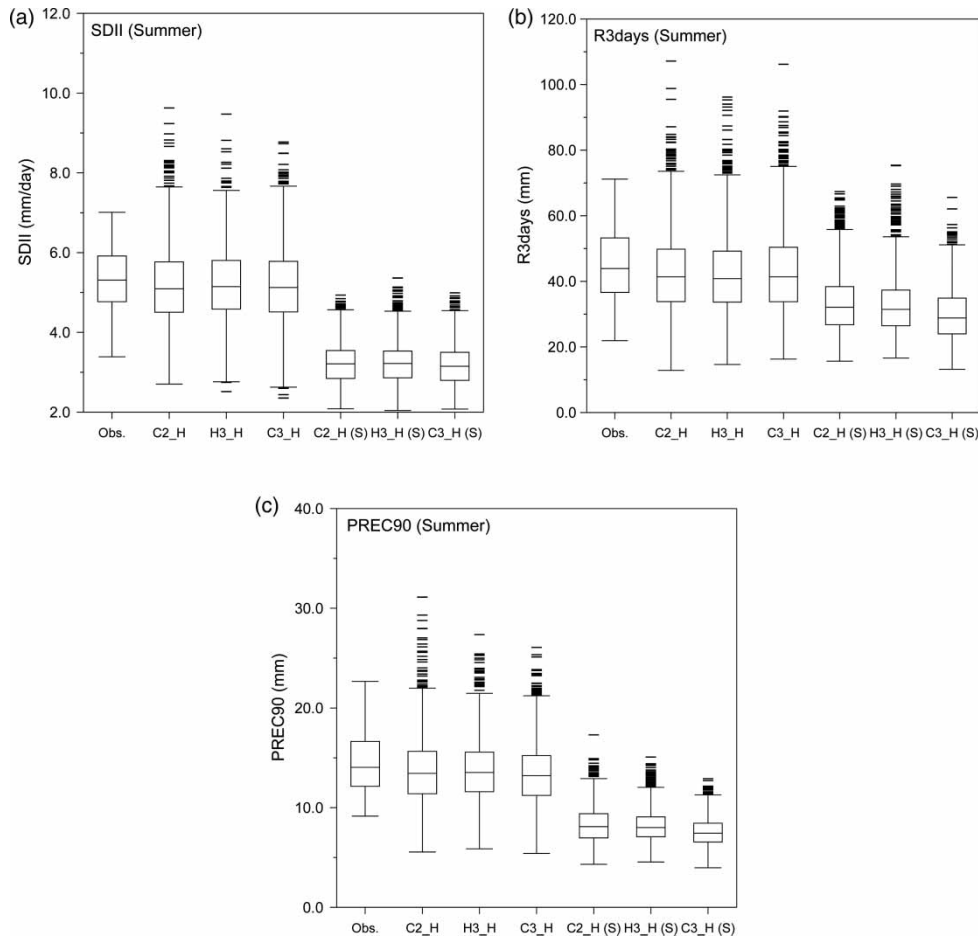 (a)
SDII (Summer)
SDII (mm/day)
12.0
10.0
8.0
6.0
4.0
2.0
Obs. C2_H H3_H C3_H C2_H (S) H3_H (S) C3_H (S)
(b)
R3days (Summer)
R3days (mm)
120.0
100.0
80.0
60.0
40.0
20.0
0.0
Obs. C2_H H3_H C3_H C2_H (S) H3_H (S) C3_H (S)
(c)
PREC90 (Summer)
PREC90 (mm)
40.0
30.0
20.0
10.0
0.0
Obs. C2_H H3_H C3_H C2_H (S) H3_H (S) C3_H (S)